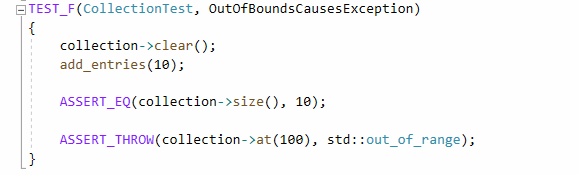 TEST_F(CollectionTest, OutOfBoundsCausesException)
{
    collection->clear();
    add_entries(10);

    ASSERT_EQ(collection->size(), 10);

    ASSERT_THROW(collection->at(100), std::out_of_range);
}